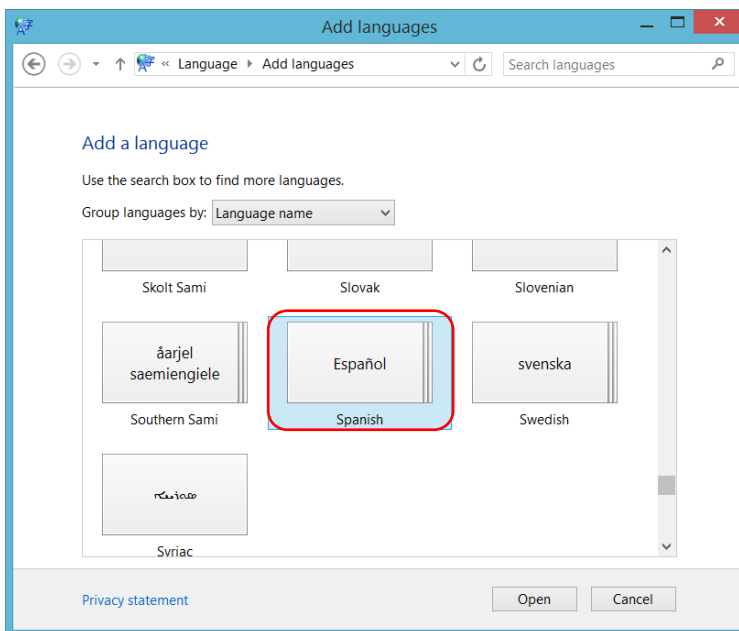 Add languages
« Language Add languages Search languages
Add a language
Use the search box to find more languages.
Group languages by: Language name
Skolt Sami Slovak Slovenian
åarjel
saemiengiele
Español
svenska
Southern Sami Spanish Swedish
ܣܘܪܝܝܐ
Syriac
Privacy statement Open Cancel